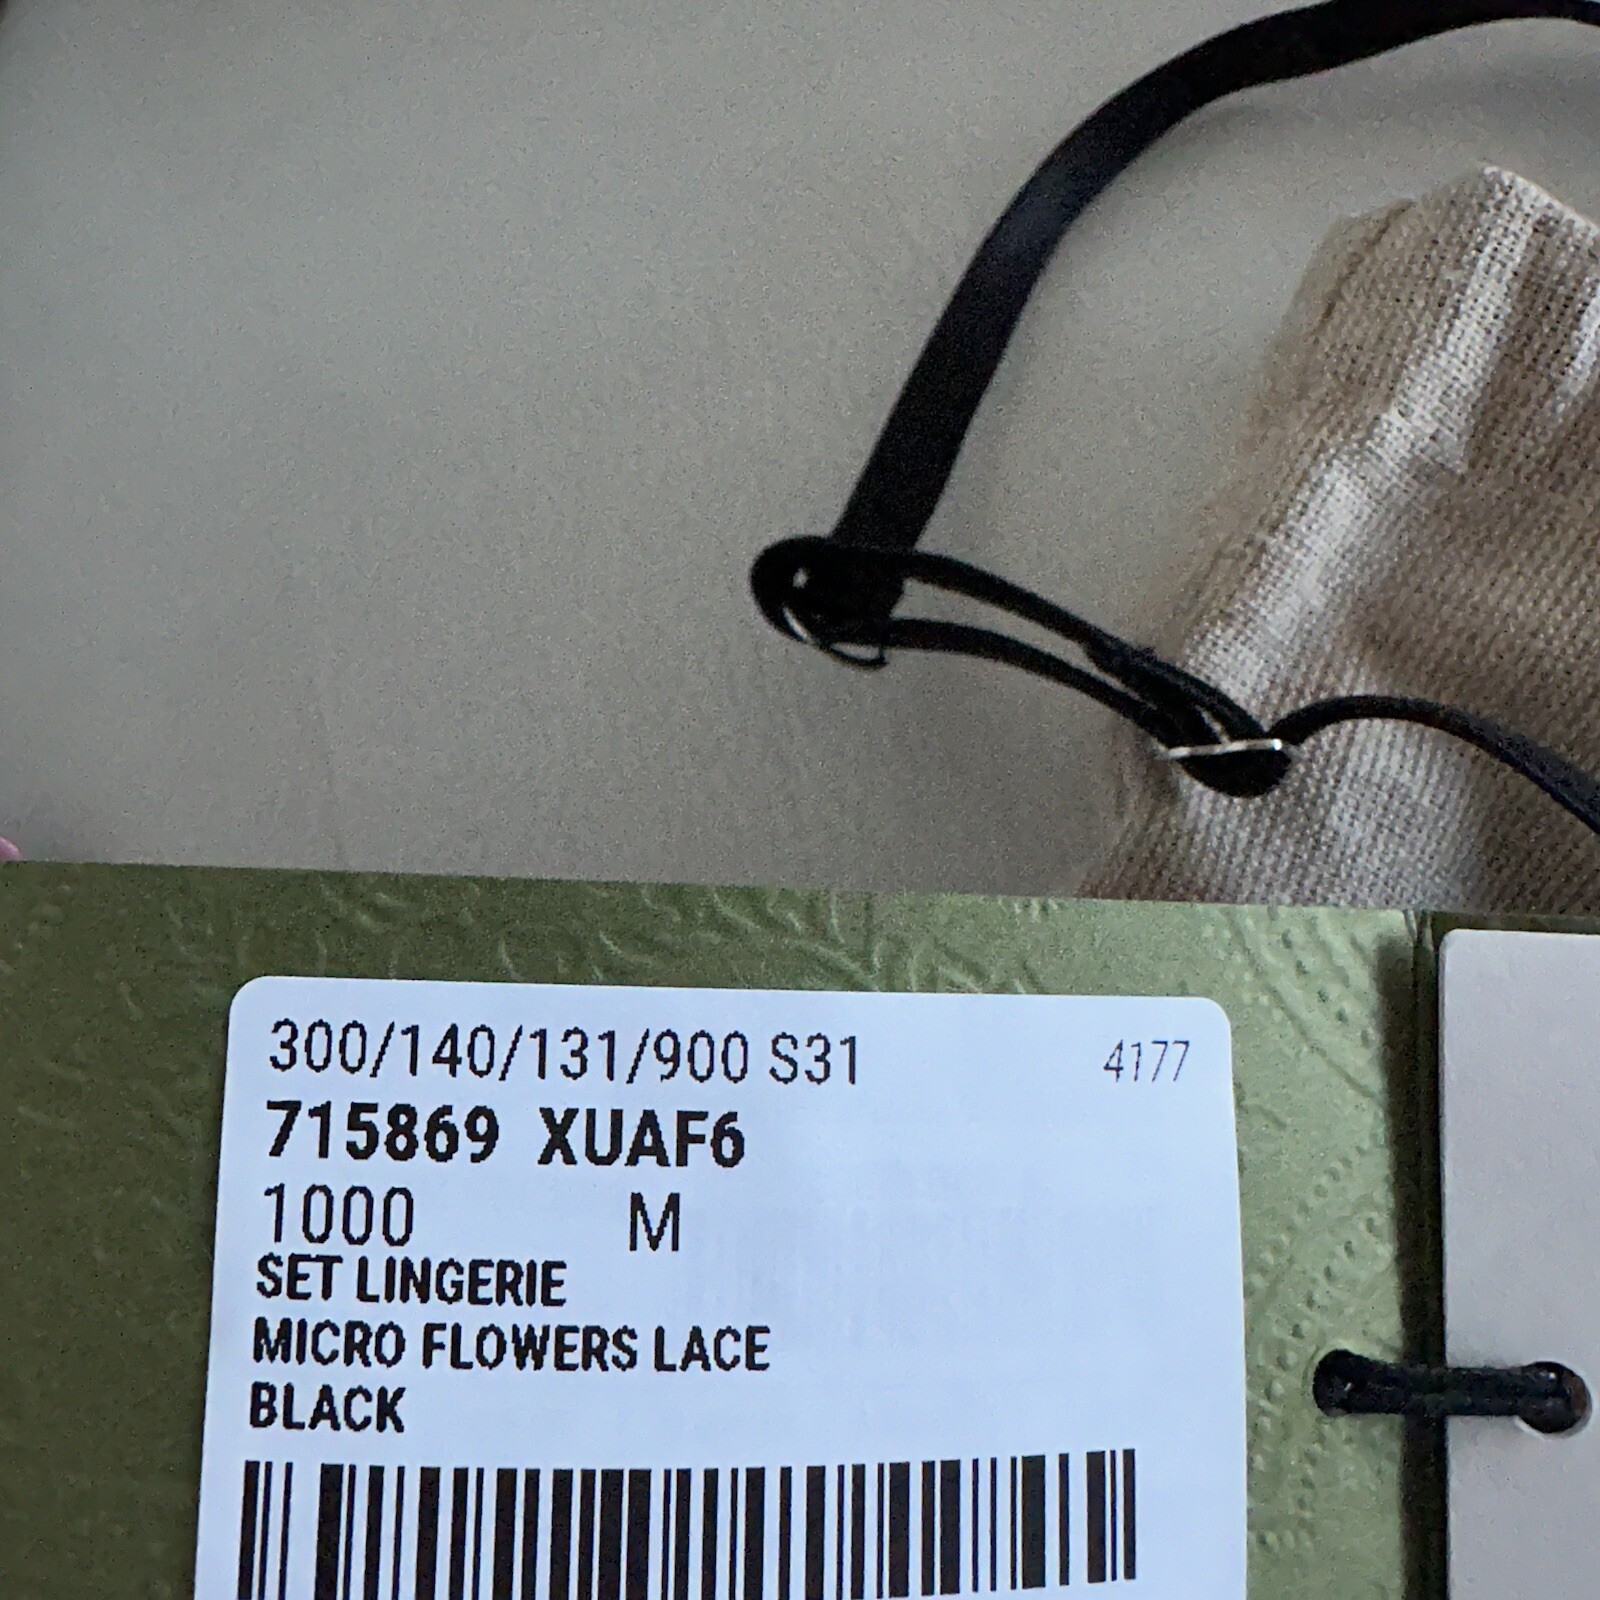 300/140/131/900 S31 4177
715869 XUAF6
1000 M
SET LINGERIE
MICRO FLOWERS LACE
BLACK